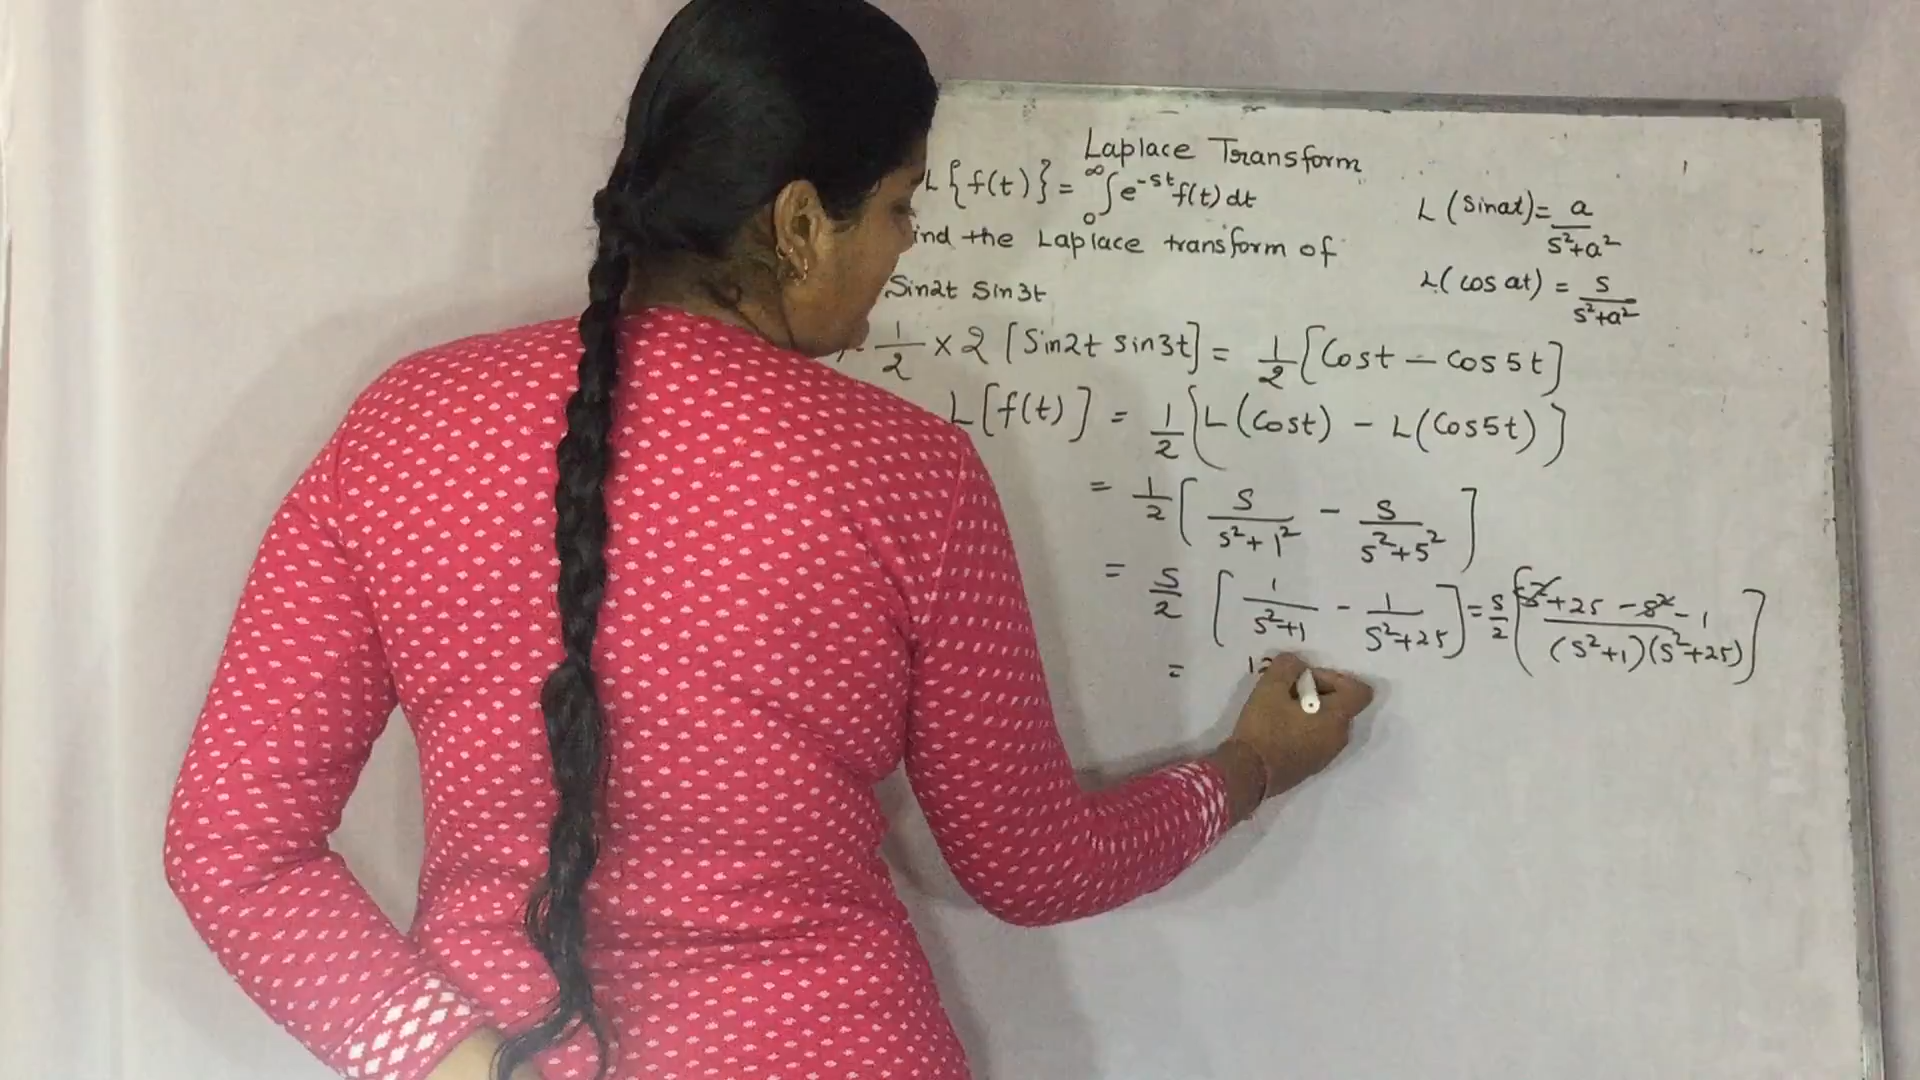 Laplace Transform
L{f(t)} = ∞∫0 e^-st f(t) dt
ind the Laplace transform of
Sin2t Sin3t
L (Sinat) = a/s²+a²
L( cos at) = s/s²+a²
1/2 × 2 [Sin2t sin3t] = 1/2 [Cost – cos5t]
L[f(t)] = 1/2 [L(Cost) – L(Cos5t)]
= 1/2 [s/s²+1² – s/s²+5²]
= s/2 [1/s²+1 – 1/s²+25] = s/2 [s²+25 – s² – 1/(s²+1)(s²+25)]
= 12